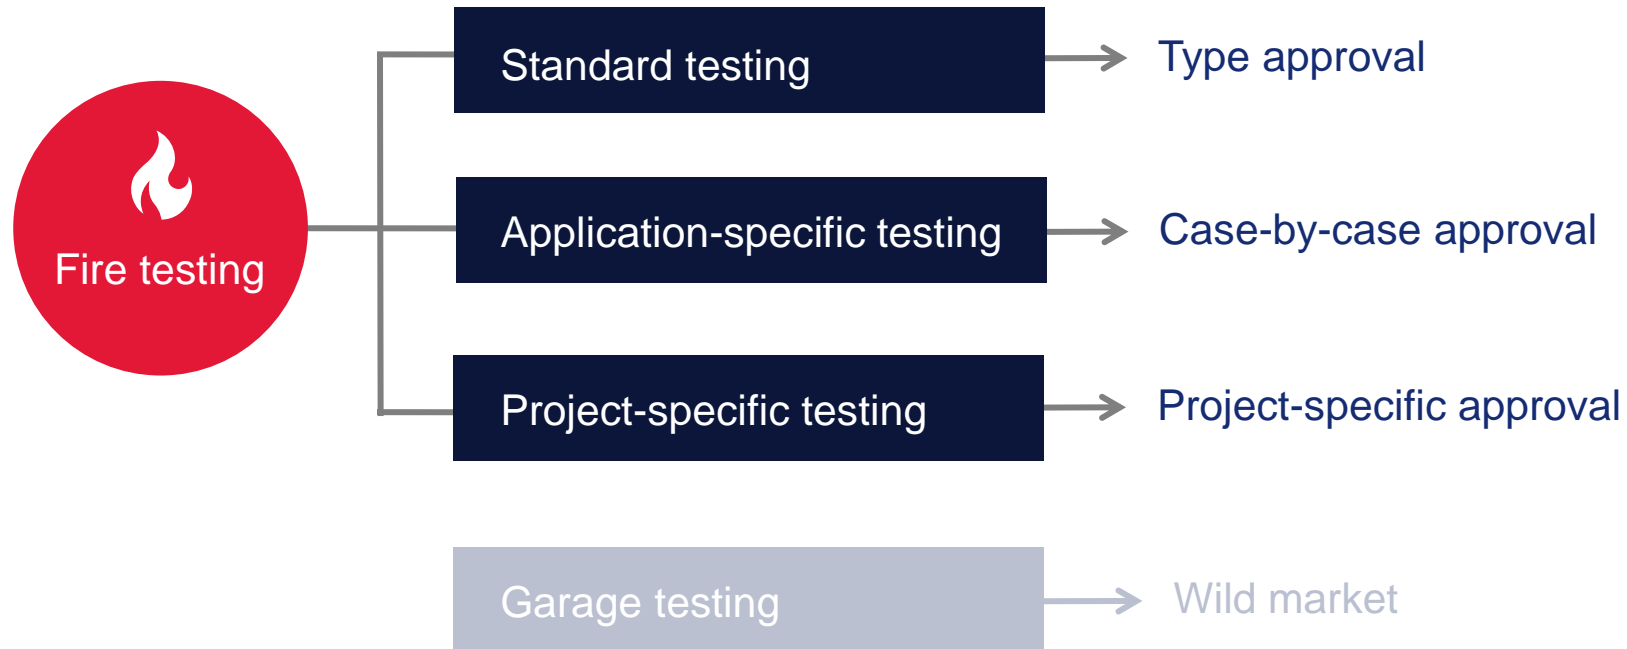 Fire testing
Standard testing
Type approval
Application-specific testing
Case-by-case approval
Project-specific testing
Project-specific approval
Garage testing
Wild market